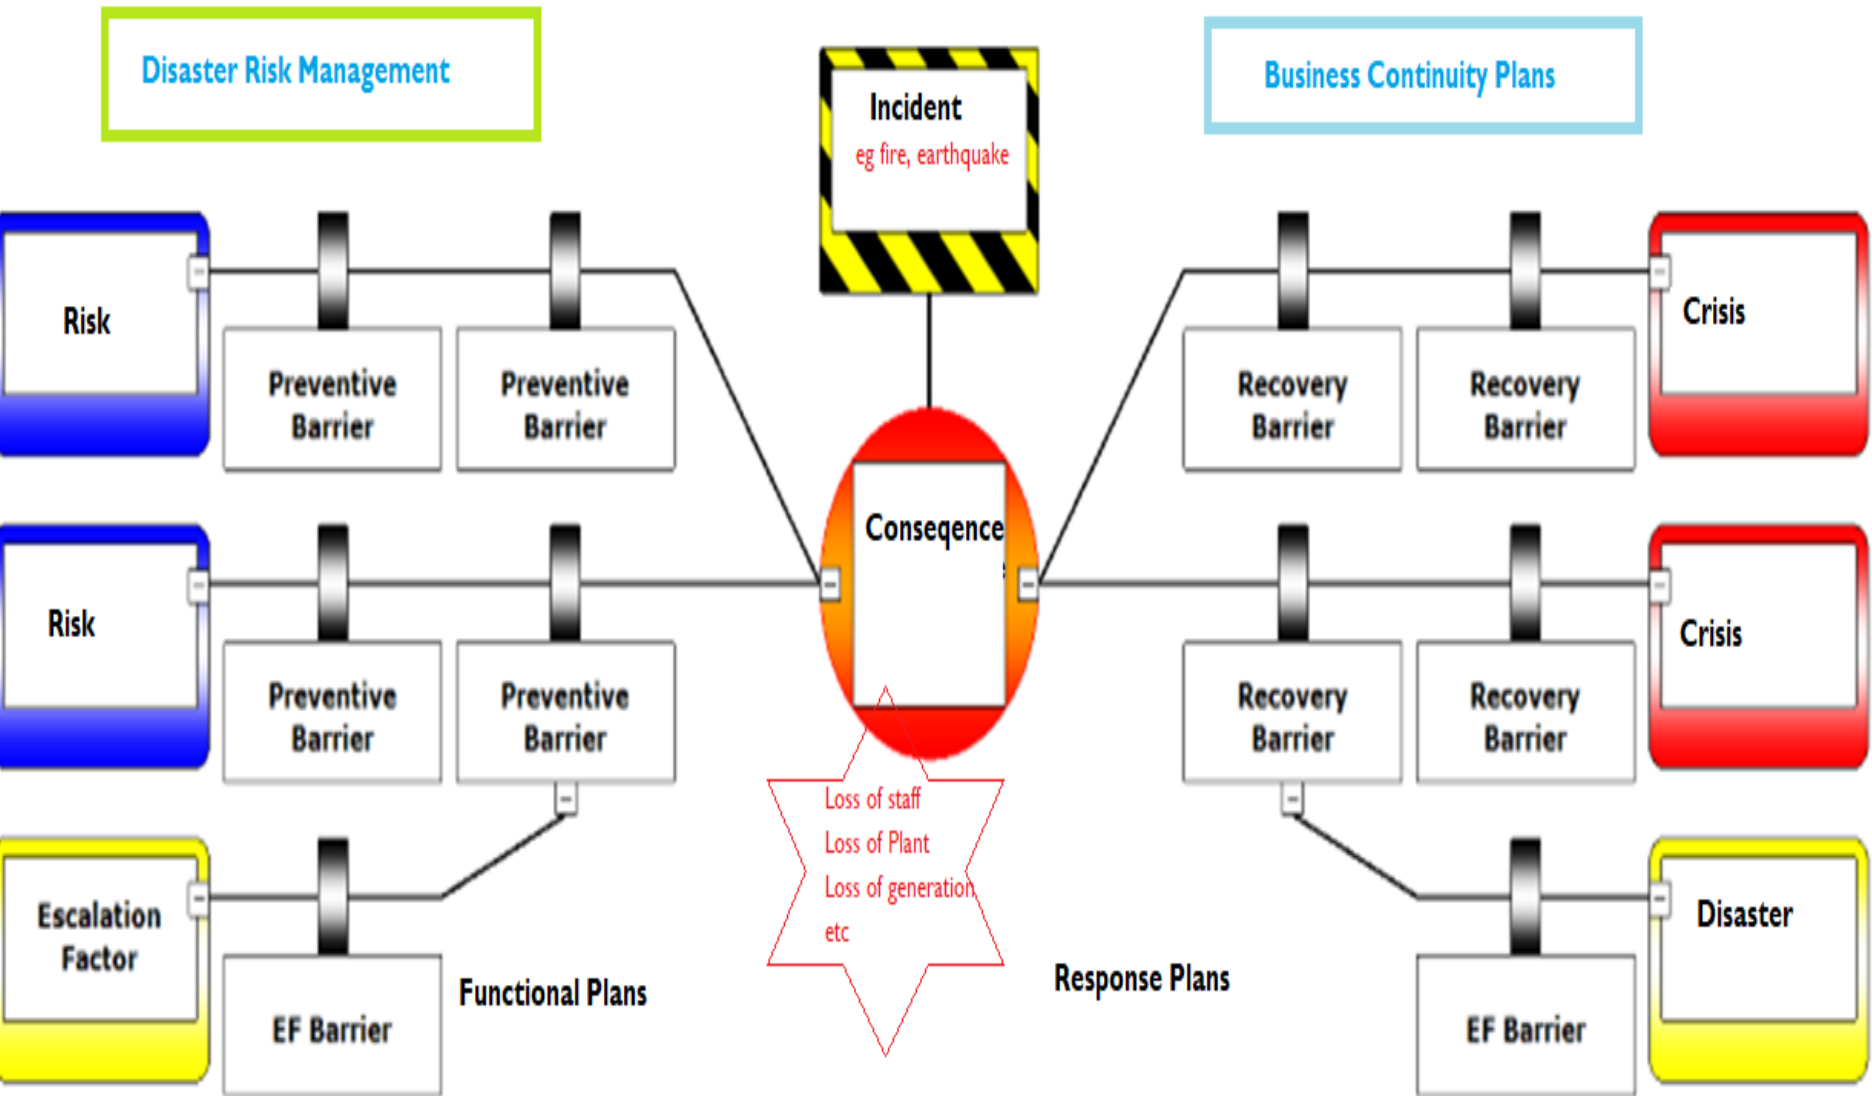 Disaster Risk Management
Incident
eg fire, earthquake
Business Continuity Plans
Risk
Preventive
Barrier
Preventive
Barrier
Recovery
Barrier
Recovery
Barrier
Crisis
Conseqence
Risk
Preventive
Barrier
Preventive
Barrier
Recovery
Barrier
Recovery
Barrier
Crisis
Loss of staff
Loss of Plant
Loss of generation
etc
Escalation
Factor
EF Barrier
Functional Plans
Response Plans
EF Barrier
Disaster